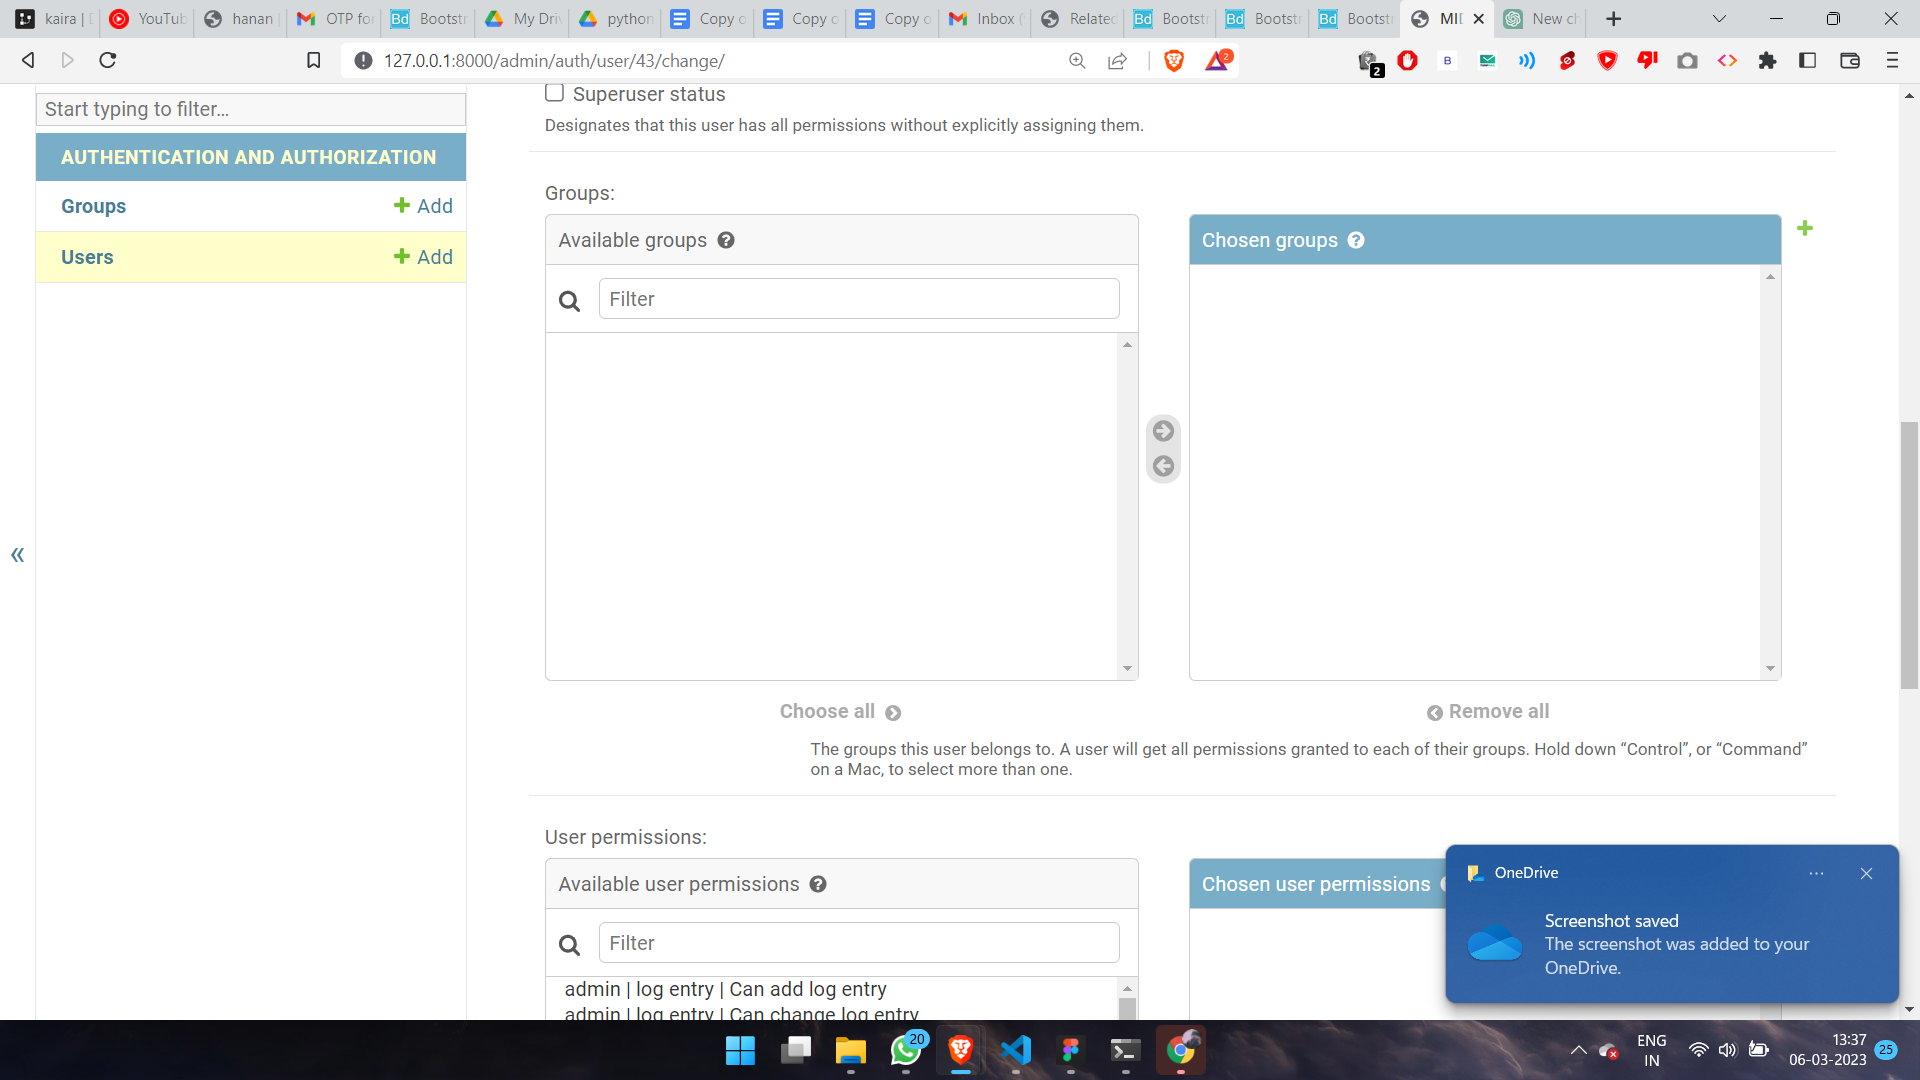 kaira | D
YouTub
hanan |
OTP for
Bootstr
My Driv
python
Copy o
Copy o
Copy o
Inbox (
Related
Bootstr
Bootstr
Bootstr
MID
New ch
127.0.0.1:8000/admin/auth/user/43/change/
2
2
Start typing to filter...
AUTHENTICATION AND AUTHORIZATION
Groups
Add
Users
Add
«
Superuser status
Designates that this user has all permissions without explicitly assigning them.
Groups:
Available groups
Filter
Chosen groups
Choose all
Remove all
The groups this user belongs to. A user will get all permissions granted to each of their groups. Hold down “Control”, or “Command”
on a Mac, to select more than one.
User permissions:
Available user permissions
Filter
admin | log entry | Can add log entry
admin | log entry | Can change log entry
Chosen user permissions
OneDrive
Screenshot saved
The screenshot was added to your
OneDrive.
20
ENG
IN
13:37
06-03-2023
25